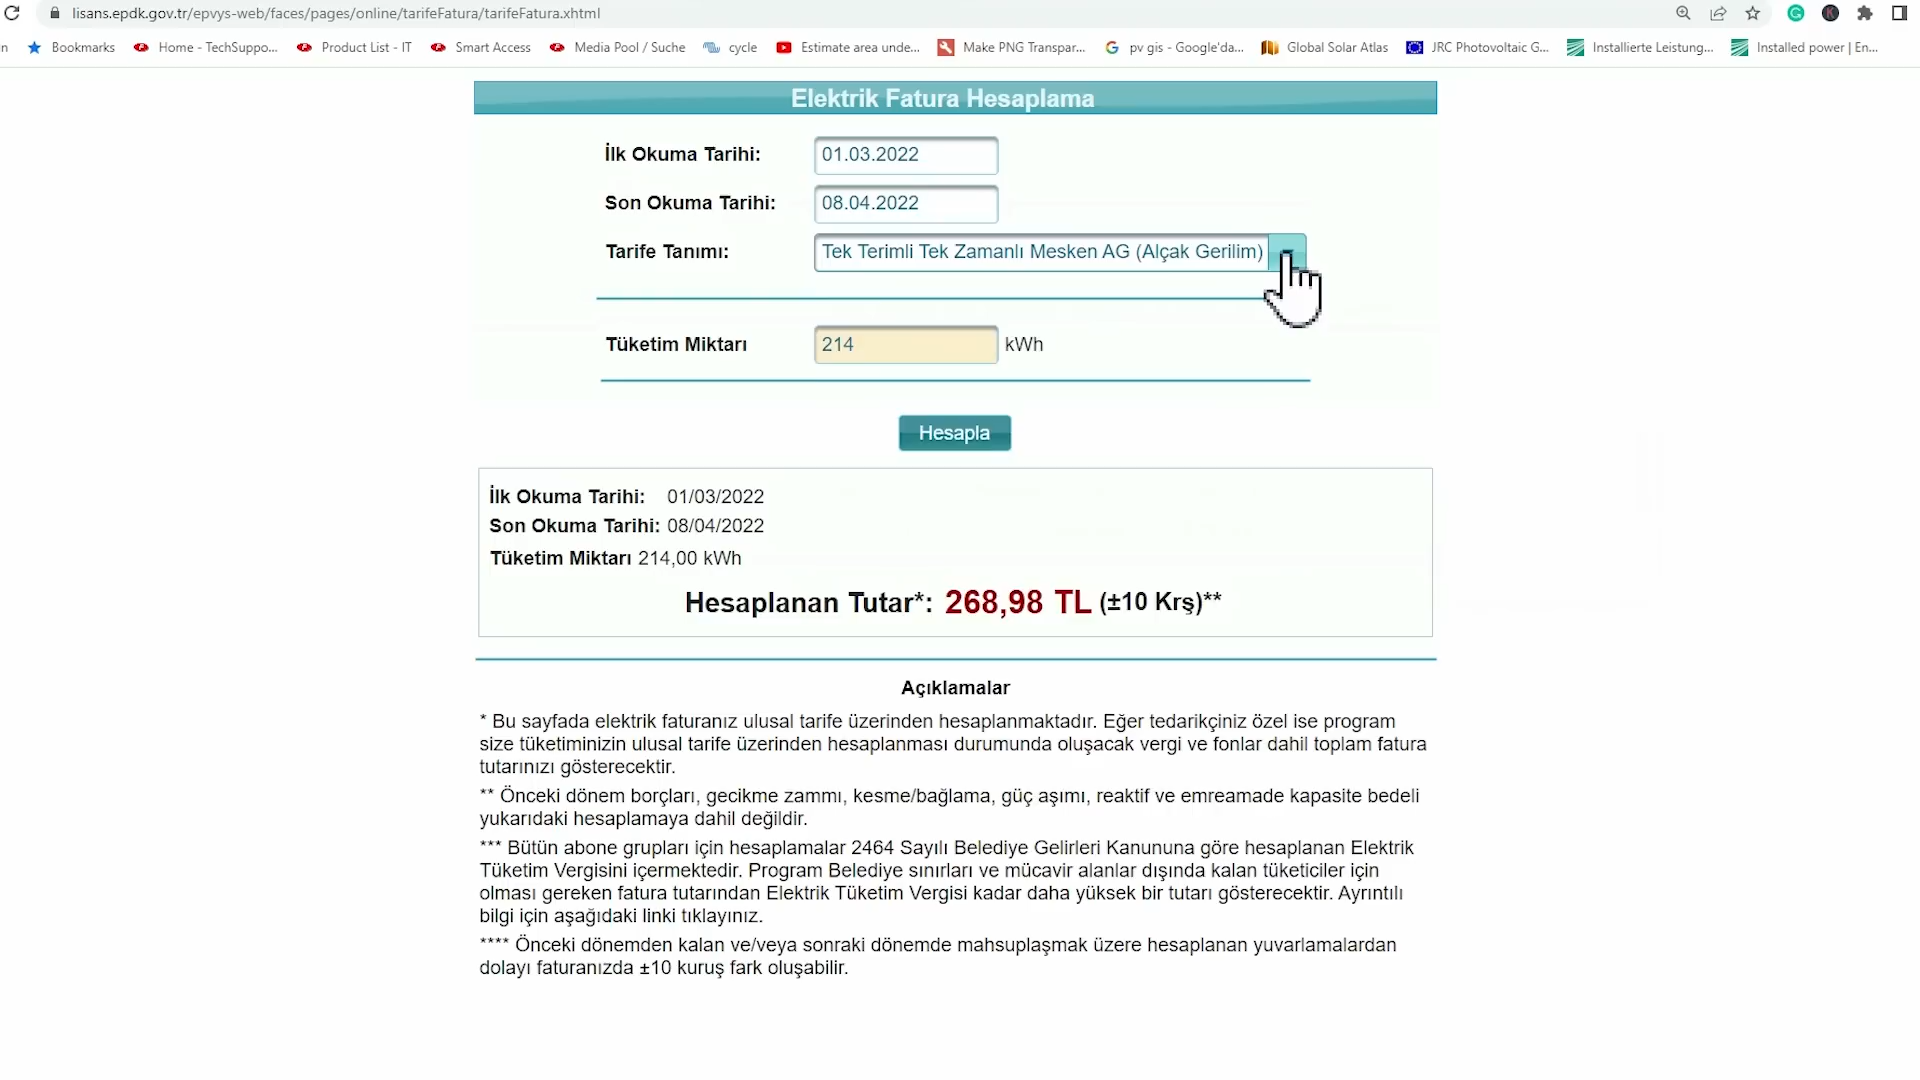 lisans.epdk.gov.tr/epvys-web/faces/pages/online/tarifeFatura/tarifeFatura.xhtml
Bookmarks Home - TechSuppo... Product List - IT Smart Access Media Pool / Suche cycle Estimate area unde... Make PNG Transpar... pv gis - Google'da... Global Solar Atlas JRC Photovoltaic G... Installierte Leistung... Installed power | En...
Elektrik Fatura Hesaplama
İlk Okuma Tarihi: 01.03.2022
Son Okuma Tarihi: 08.04.2022
Tarife Tanımı: Tek Terimli Tek Zamanlı Mesken AG (Alçak Gerilim)
Tüketim Miktarı 214 kWh
Hesapla
İlk Okuma Tarihi: 01/03/2022
Son Okuma Tarihi: 08/04/2022
Tüketim Miktarı 214,00 kWh
Hesaplanan Tutar*: 268,98 TL (±10 Krş)**
Açıklamalar
* Bu sayfada elektrik faturanız ulusal tarife üzerinden hesaplanmaktadır. Eğer tedarikçiniz özel ise program
size tüketiminizin ulusal tarife üzerinden hesaplanması durumunda oluşacak vergi ve fonlar dahil toplam fatura
tutarınızı gösterecektir.
** Önceki dönem borçları, gecikme zammı, kesme/bağlama, güç aşımı, reaktif ve emreamade kapasite bedeli
yukarıdaki hesaplamaya dahil değildir.
*** Bütün abone grupları için hesaplamalar 2464 Sayılı Belediye Gelirleri Kanununa göre hesaplanan Elektrik
Tüketim Vergisini içermektedir. Program Belediye sınırları ve mücavir alanlar dışında kalan tüketiciler için
olması gereken fatura tutarından Elektrik Tüketim Vergisi kadar daha yüksek bir tutarı gösterecektir. Ayrıntılı
bilgi için aşağıdaki linki tıklayınız.
**** Önceki dönemden kalan ve/veya sonraki dönemde mahsuplaşmak üzere hesaplanan yuvarlamalardan
dolayı faturanızda ±10 kuruş fark oluşabilir.